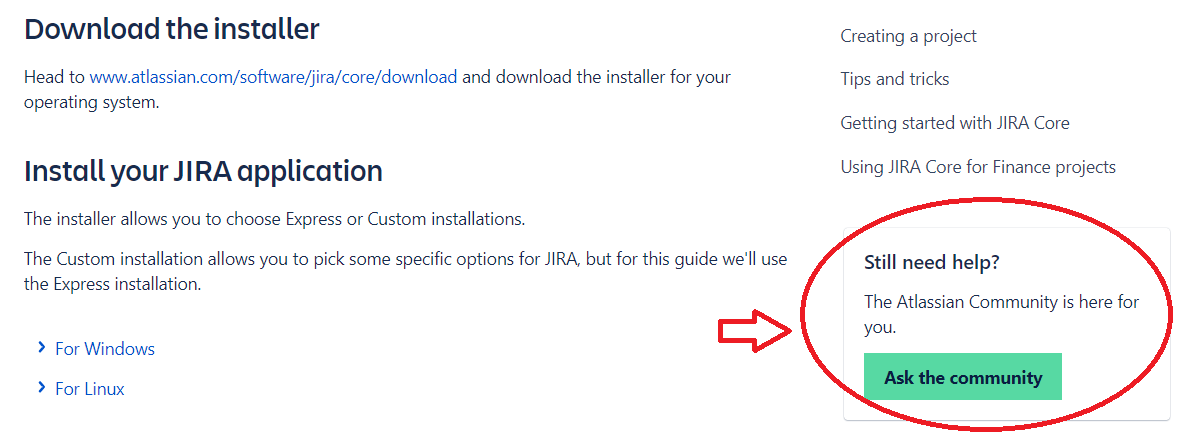 Download the installer
Head to www.atlassian.com/software/jira/core/download and download the installer for your
operating system.
Install your JIRA application
The installer allows you to choose Express or Custom installations.
The Custom installation allows you to pick some specific options for JIRA, but for this guide we'll use
the Express installation.
For Windows
For Linux
Creating a project
Tips and tricks
Getting started with JIRA Core
Using JIRA Core for Finance projects
Still need help?
The Atlassian Community is here for
you.
Ask the community